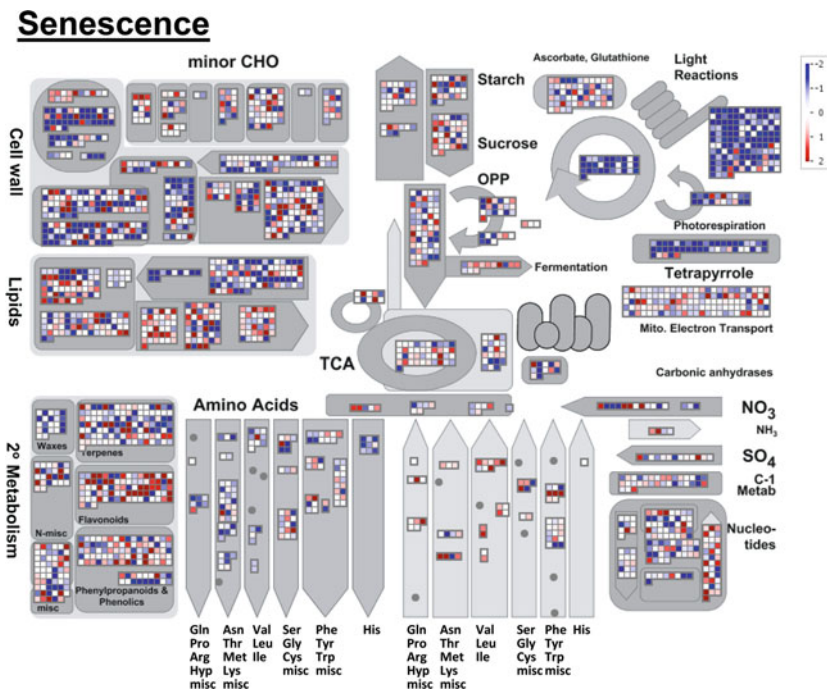 Senescence
minor CHO
Cell wall
Lipids
2º Metabolism
Starch
Sucrose
OPP
Fermentation
TCA
Ascorbate, Glutathione
Light
Reactions
-2
-1
0
1
2
Photorespiration
Tetrapyrrole
Mito. Electron Transport
Carbonic anhydrases
Amino Acids
NO3
NH3
SO4
C-1
Metab
Nucleo-
tides
Waxes
Terpenes
N-misc
Flavonoids
misc
Phenylpropanoids &
Phenolics
Gln
Pro
Arg
Hyp
misc
Asn
Thr
Met
Lys
misc
Val
Leu
Ile
Ser
Gly
Cys
misc
Phe
Tyr
Trp
misc
His
Gln
Pro
Arg
Hyp
misc
Asn
Thr
Met
Lys
misc
Val
Leu
Ile
Ser
Gly
Cys
misc
Phe
Tyr
Trp
misc
His